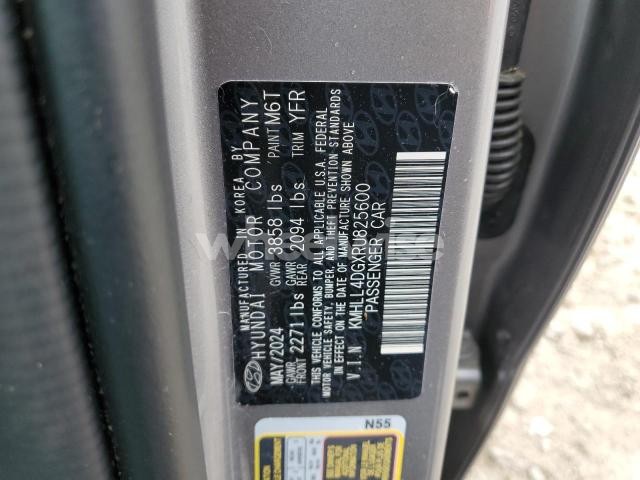 MANUFACTURED IN KOREA BY
HYUNDAI MOTOR COMPANY
MAY/2024 GVWR 3858 lbs PAINT M6T
GAWR FRONT 2271 lbs GAWR REAR 2094 lbs TRIM YFR
THIS VEHICLE CONFORMS TO ALL APPLICABLE U.S.A. FEDERAL
MOTOR VEHICLE SAFETY, BUMPER, AND THEFT PREVENTION STANDARDS
IN EFFECT ON THE DATE OF MANUFACTURE SHOWN ABOVE
V.I.N KMHLL4DGXRU825600
PASSENGER CAR
N55